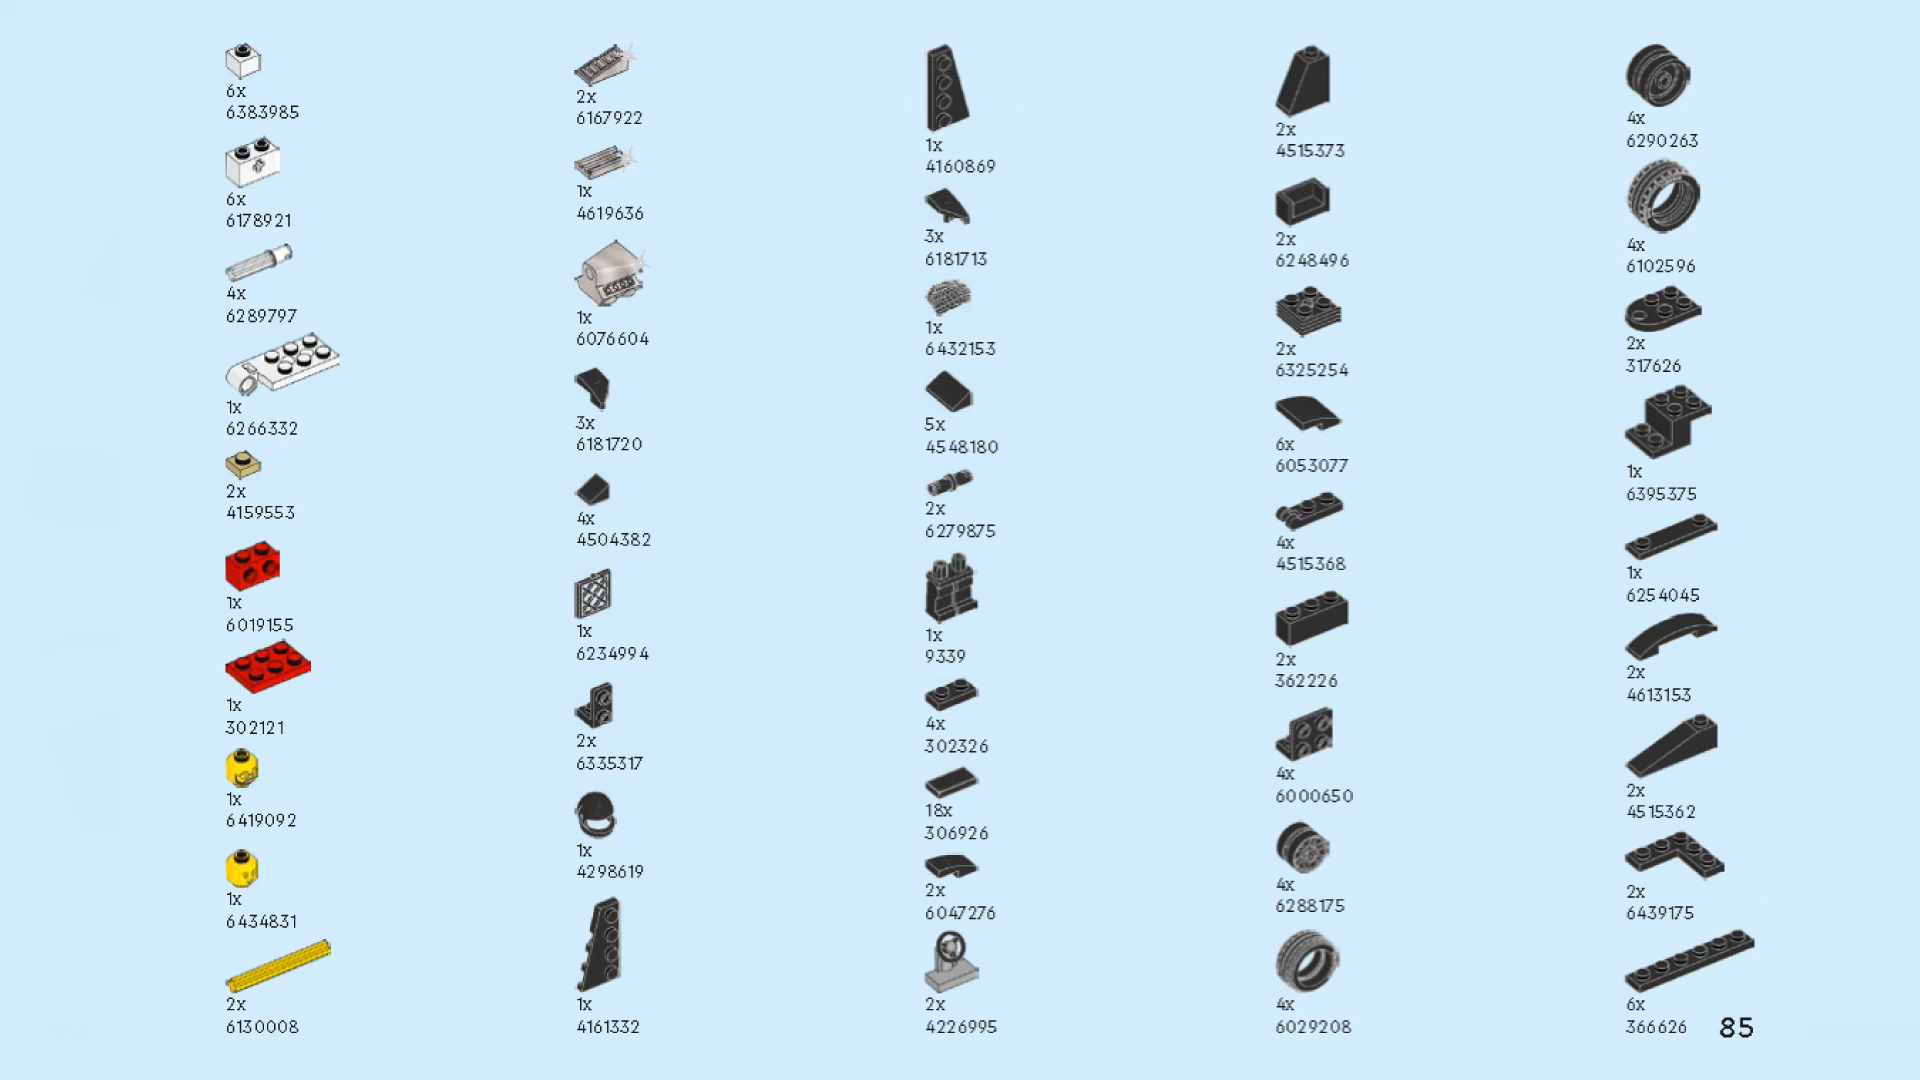 6x
6383985
6x
6178921
4x
6289797
1x
6266332
2x
4159553
1x
6019155
1x
302121
1x
6419092
1x
6434831
2x
6130008
2x
6167922
1x
4619636
1x
6076604
3x
6181720
4x
4504382
1x
6234994
2x
6335317
1x
4298619
1x
4161332
1x
4160869
3x
6181713
1x
6432153
5x
4548180
2x
6279875
1x
9339
4x
302326
18x
306926
2x
6047276
2x
4226995
2x
4515373
2x
6248496
2x
6325254
6x
6053077
4x
4515368
2x
362226
4x
6000650
4x
6288175
4x
6029208
4x
6290263
4x
6102596
2x
317626
1x
6395375
1x
6254045
2x
4613153
2x
4515362
2x
6439175
6x
366626
85